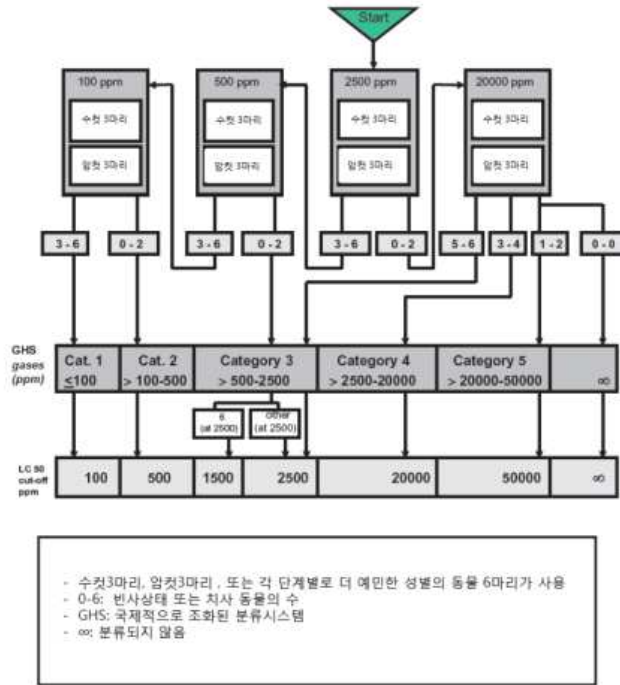 Start
100 ppm
500 ppm
2500 ppm
20000 ppm
수컷 3마리
수컷 3마리
수컷 3마리
수컷 3마리
암컷 3마리
암컷 3마리
암컷 3마리
암컷 3마리
3 - 6
0 - 2
3 - 6
0 - 2
3 - 6
0 - 2
5 - 6
3 - 4
1 - 2
0 - 0
GHS
gases
(ppm)
Cat. 1
≤100
Cat. 2
> 100-500
Category 3
> 500-2500
Category 4
> 2500-20000
Category 5
> 20000-50000
∞
6
(at 2500)
other
(at 2500)
LC 50
cut-off
ppm
100
500
1500
2500
20000
50000
∞
- 수컷3마리, 암컷3마리 , 또는 각 단계별로 더 예민한 성별의 동물 6마리가 사용
- 0-6: 빈사상태 또는 치사 동물의 수
- GHS: 국제적으로 조화된 분류시스템
- ∞: 분류되지 않음